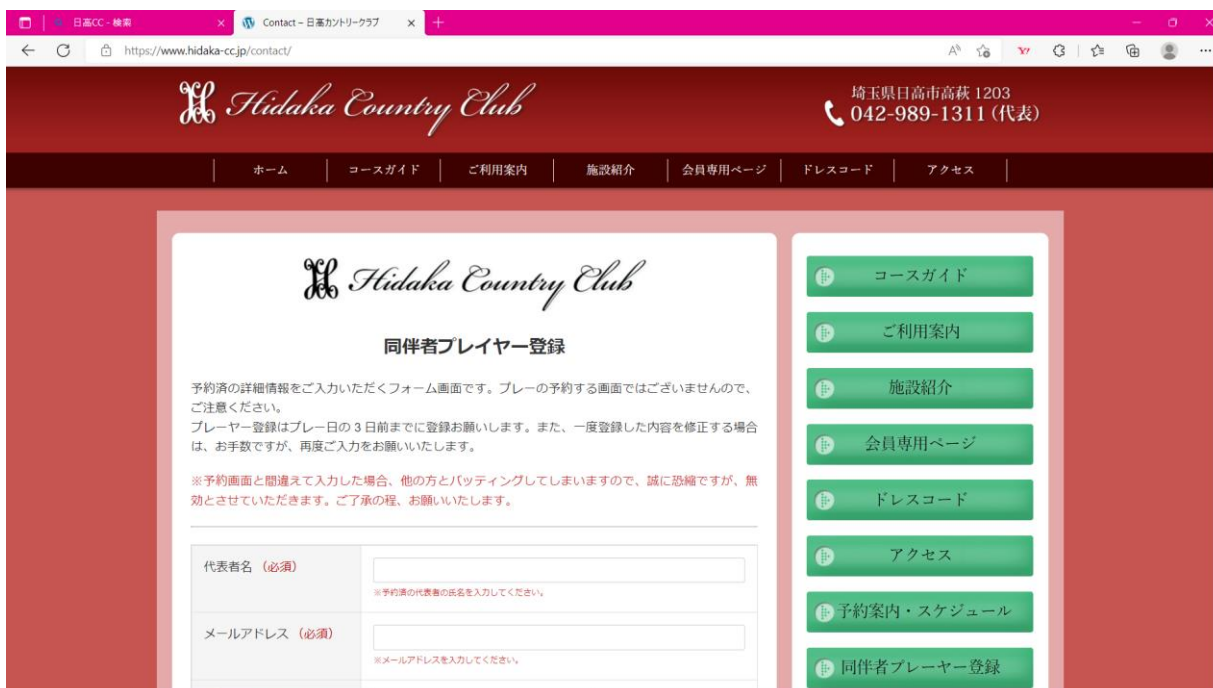 日高CC - 検索
Contact – 日高カントリークラブ
https://www.hidaka-cc.jp/contact/
Hidaka Country Club
埼玉県日高市高萩 1203
042-989-1311 (代表)
ホーム
コースガイド
ご利用案内
施設紹介
会員専用ページ
ドレスコード
アクセス
Hidaka Country Club
同伴者プレイヤー登録
予約済の詳細情報をご入力いただくフォーム画面です。プレーの予約する画面ではございませんので、
ご注意ください。
プレーヤー登録はプレー日の３日前までに登録お願いします。また、一度登録した内容を修正する場合
は、お手数ですが、再度ご入力をお願いいたします。
※予約画面と間違えて入力した場合、他の方とバッティングしてしまいますので、誠に恐縮ですが、無
効とさせていただきます。ご了承の程、お願いいたします。
代表者名（必須）
※予約済の代表者の氏名を入力してください。
メールアドレス（必須）
※メールアドレスを入力してください。
コースガイド
ご利用案内
施設紹介
会員専用ページ
ドレスコード
アクセス
予約案内・スケジュール
同伴者プレーヤー登録